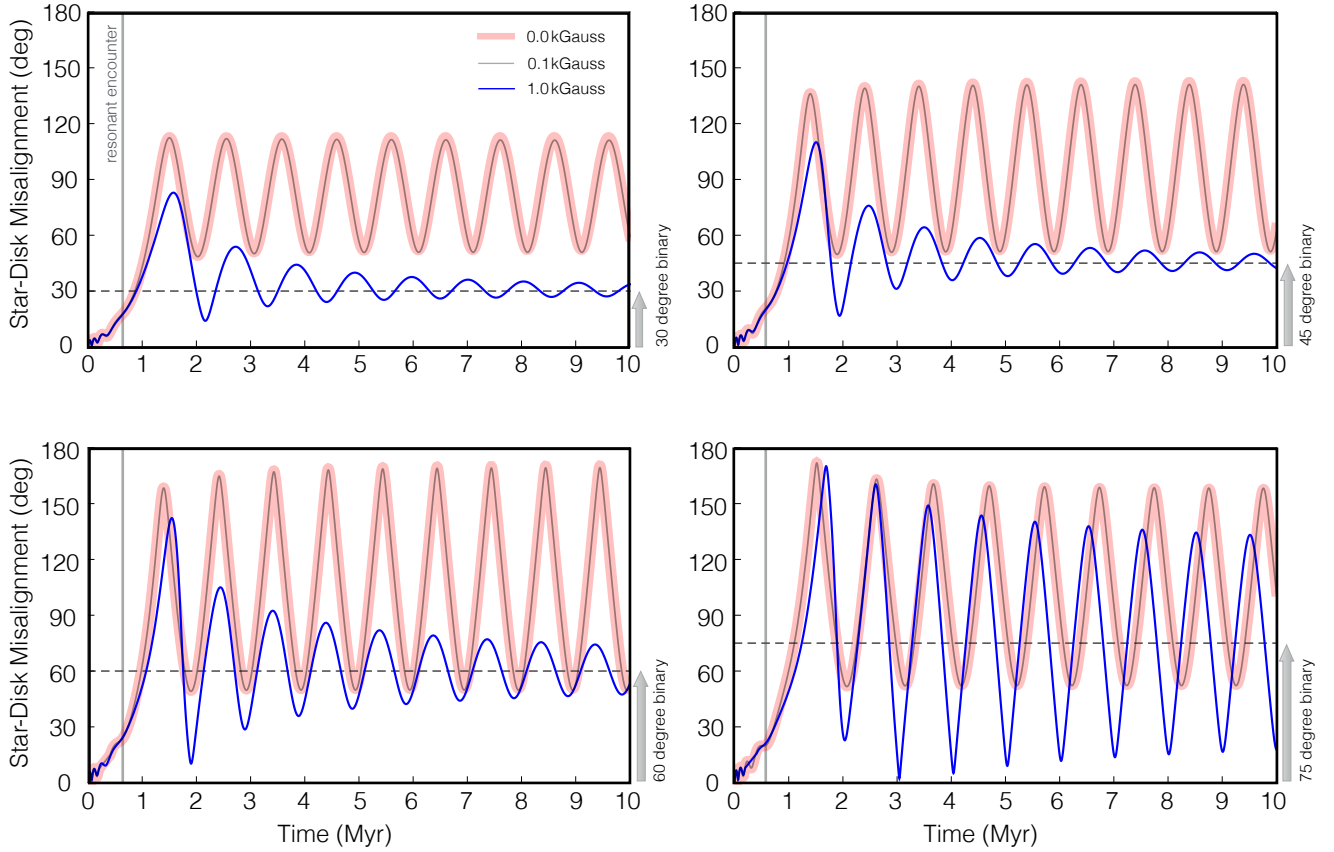 180
150
120
90
60
30
0
Star-Disk Misalignment (deg)
resonant encounter
0.0kGauss
0.1kGauss
1.0kGauss
0 1 2 3 4 5 6 7 8 9 10
30 degree binary
180
150
120
90
60
30
0
0 1 2 3 4 5 6 7 8 9 10
45 degree binary
180
150
120
90
60
30
0
Star-Disk Misalignment (deg)
0 1 2 3 4 5 6 7 8 9 10
Time (Myr)
60 degree binary
180
150
120
90
60
30
0
0 1 2 3 4 5 6 7 8 9 10
Time (Myr)
75 degree binary